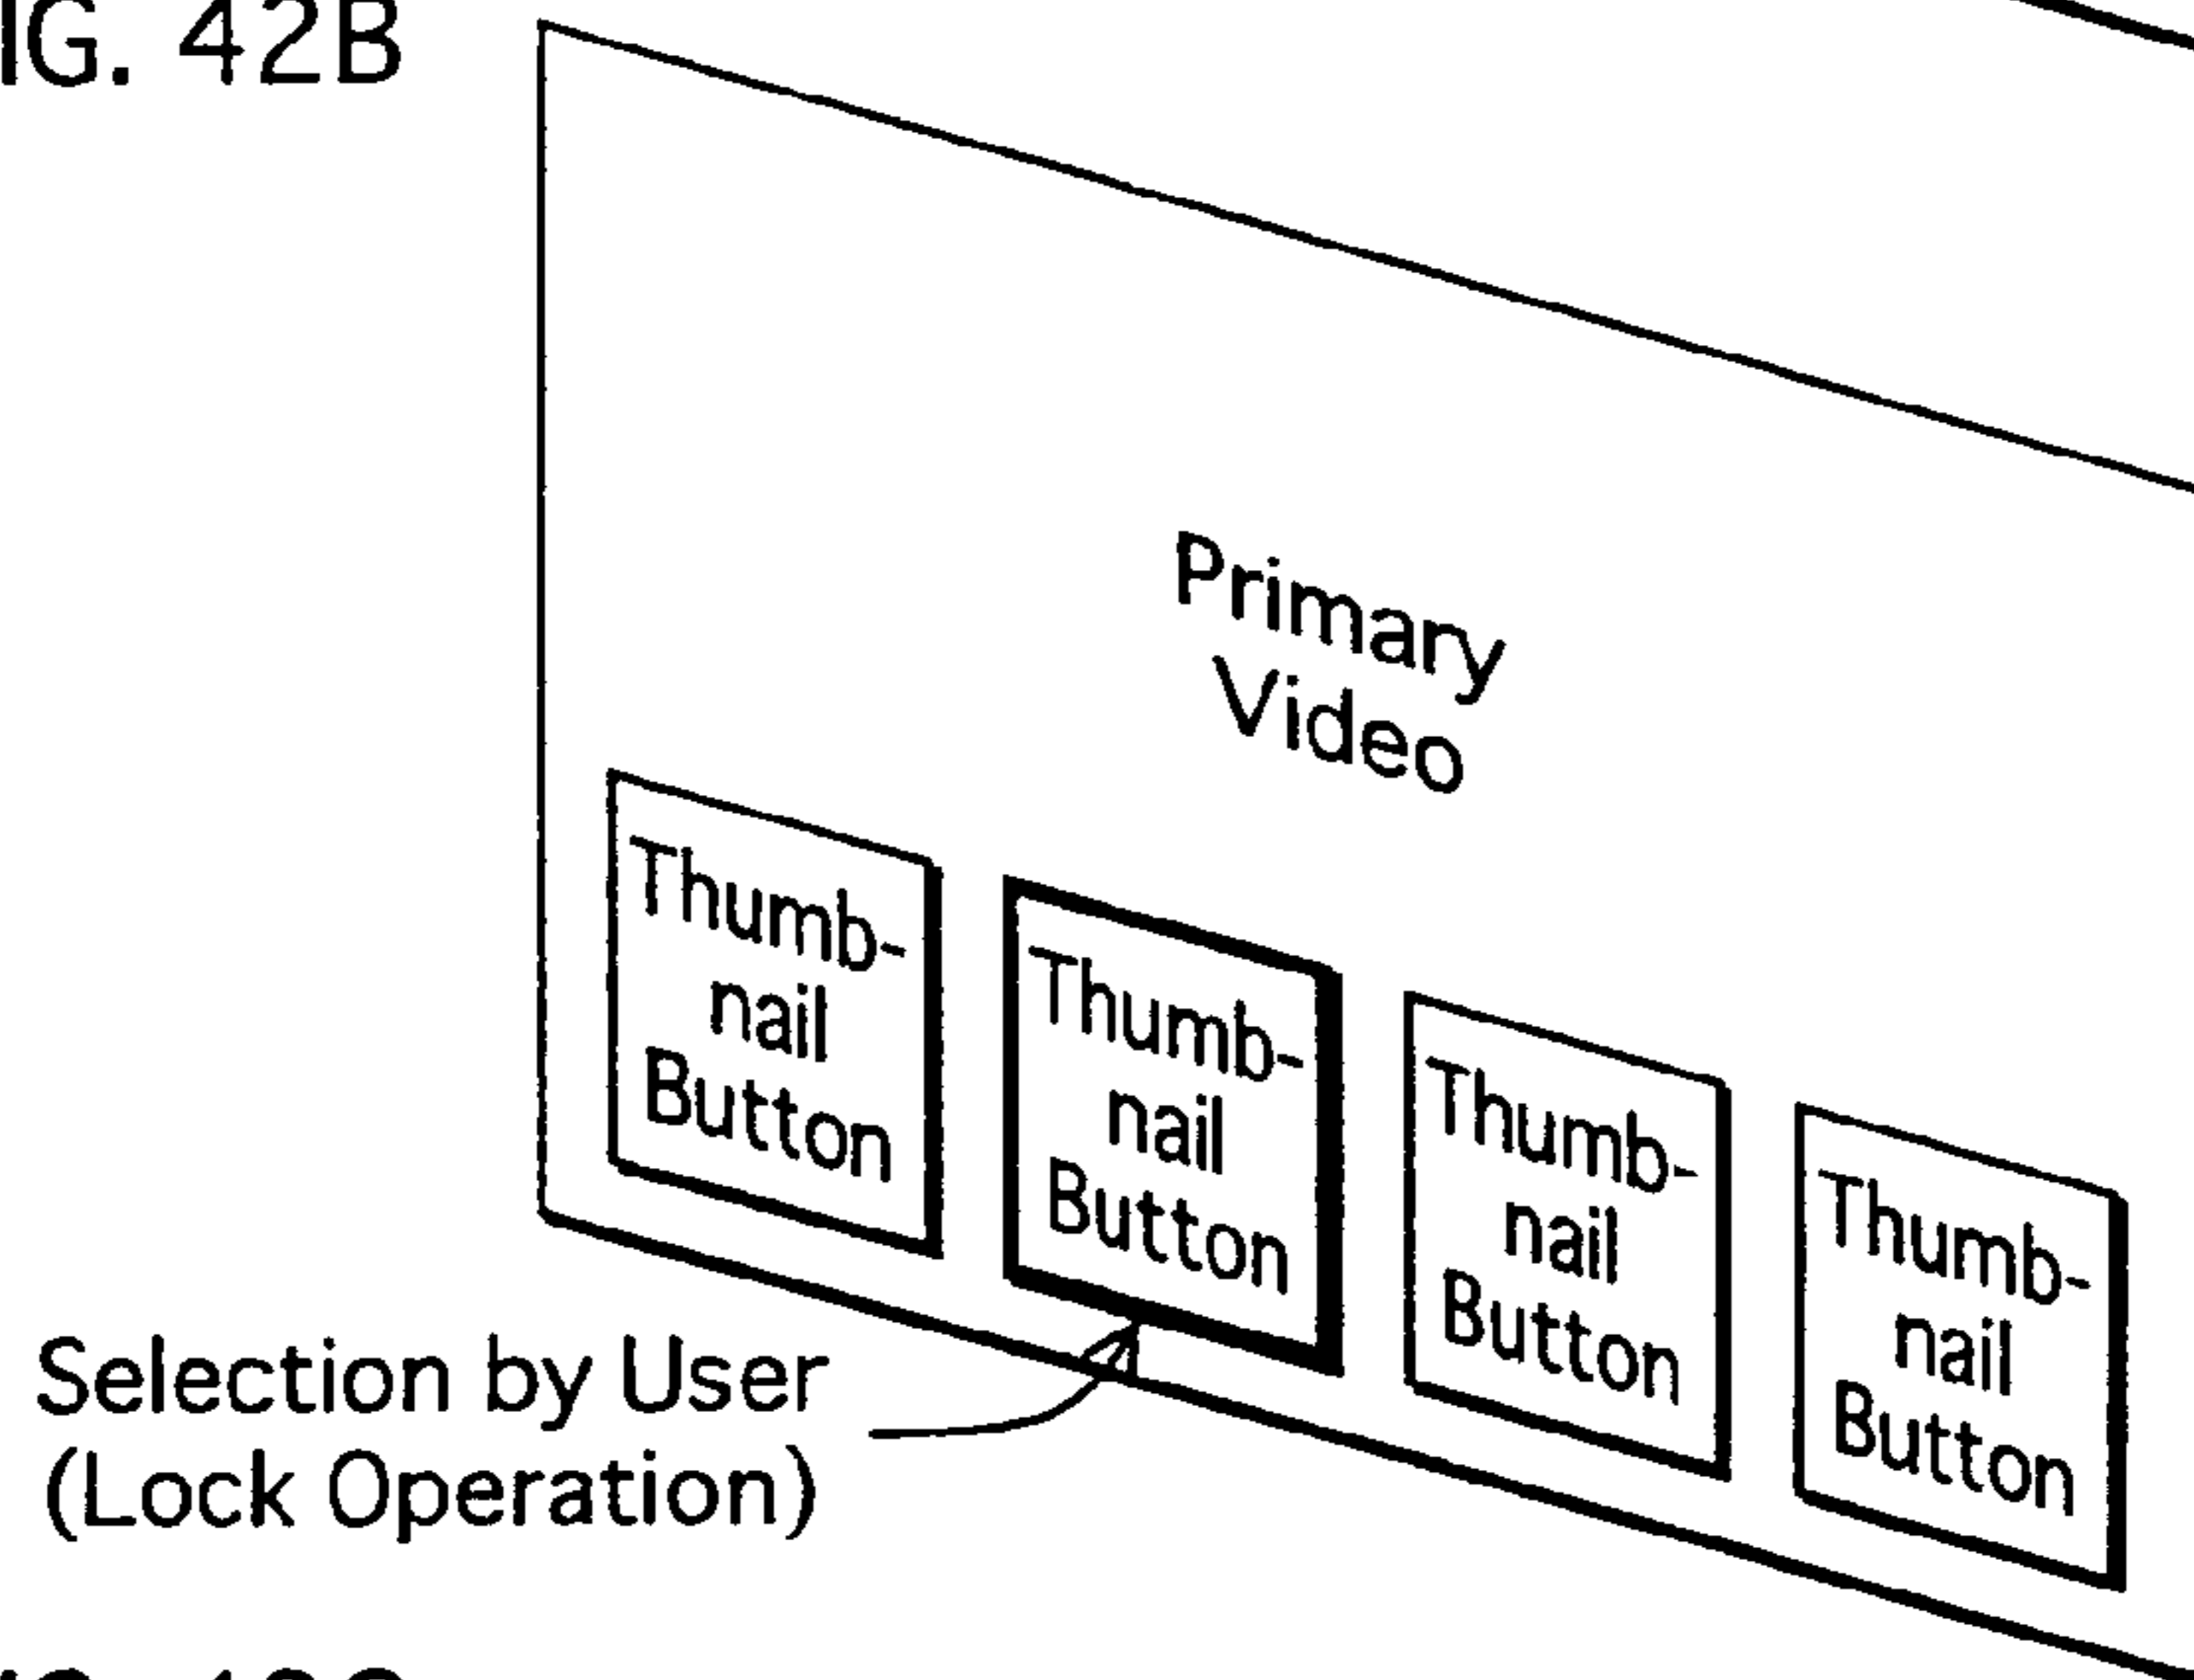 IG. 42B
Primary
Video
Thumb-
nail
Button
Thumb-
nail
Button
Thumb-
nail
Button
Thumb-
nail
Button
Selection by User
(Lock Operation)